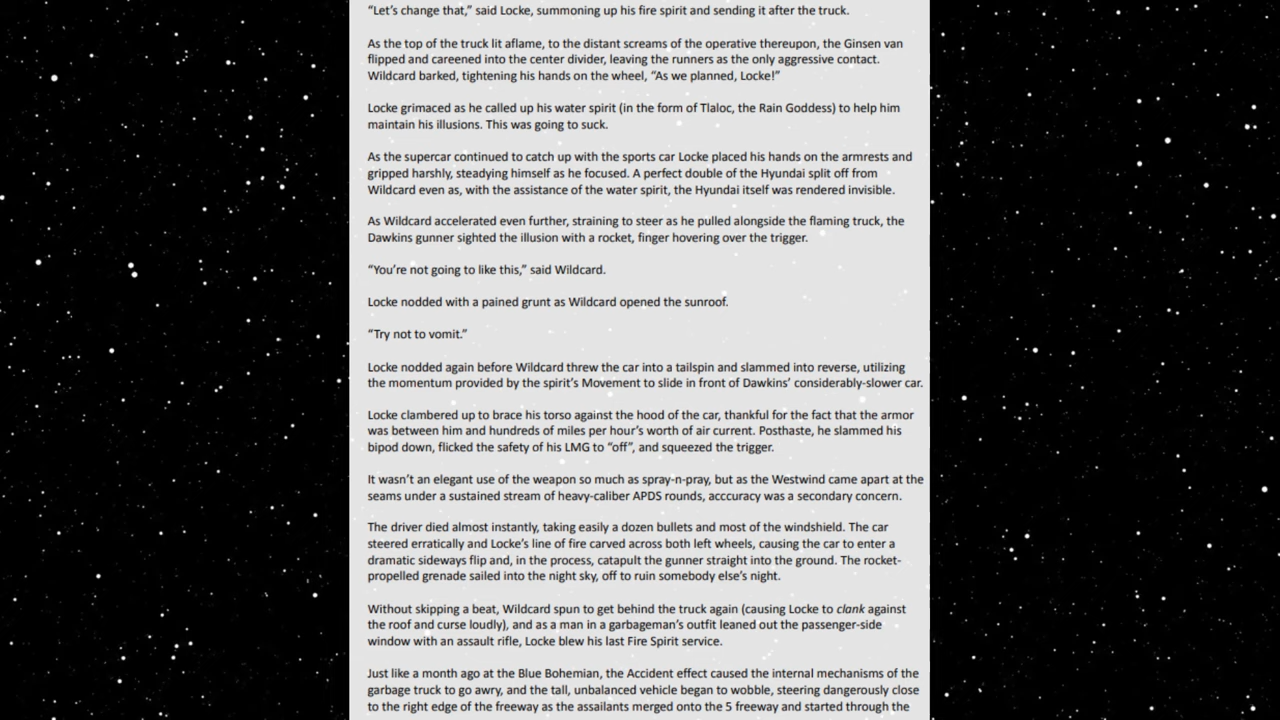 “Let’s change that,” said Locke, summoning up his fire spirit and sending it after the truck.
As the top of the truck lit aflame, to the distant screams of the operative thereupon, the Ginsen van
flipped and careened into the center divider, leaving the runners as the only aggressive contact.
Wildcard barked, tightening his hands on the wheel, “As we planned, Locke!”
Locke grimaced as he called up his water spirit (in the form of Tlaloc, the Rain Goddess) to help him
maintain his illusions. This was going to suck.
As the supercar continued to catch up with the sports car Locke placed his hands on the armrests and
gripped harshly, steadying himself as he focused. A perfect double of the Hyundai split off from
Wildcard even as, with the assistance of the water spirit, the Hyundai itself was rendered invisible.
As Wildcard accelerated even further, straining to steer as he pulled alongside the flaming truck, the
Dawkins gunner sighted the illusion with a rocket, finger hovering over the trigger.
“You’re not going to like this,” said Wildcard.
Locke nodded with a pained grunt as Wildcard opened the sunroof.
“Try not to vomit.”
Locke nodded again before Wildcard threw the car into a tailspin and slammed into reverse, utilizing
the momentum provided by the spirit’s Movement to slide in front of Dawkins’ considerably-slower car.
Locke clambered up to brace his torso against the hood of the car, thankful for the fact that the armor
was between him and hundreds of miles per hour’s worth of air current. Posthaste, he slammed his
bipod down, flicked the safety of his LMG to “off”, and squeezed the trigger.
It wasn’t an elegant use of the weapon so much as spray-n-pray, but as the Westwind came apart at the
seams under a sustained stream of heavy-caliber APDS rounds, acccuracy was a secondary concern.
The driver died almost instantly, taking easily a dozen bullets and most of the windshield. The car
steered erratically and Locke’s line of fire carved across both left wheels, causing the car to enter a
dramatic sideways flip and, in the process, catapult the gunner straight into the ground. The rocket-
propelled grenade sailed into the night sky, off to ruin somebody else’s night.
Without skipping a beat, Wildcard spun to get behind the truck again (causing Locke to clank against
the roof and curse loudly), and as a man in a garbageman’s outfit leaned out the passenger-side
window with an assault rifle, Locke blew his last Fire Spirit service.
Just like a month ago at the Blue Bohemian, the Accident effect caused the internal mechanisms of the
garbage truck to go awry, and the tall, unbalanced vehicle began to wobble, steering dangerously close
to the right edge of the freeway as the assailants merged onto the 5 freeway and started through the